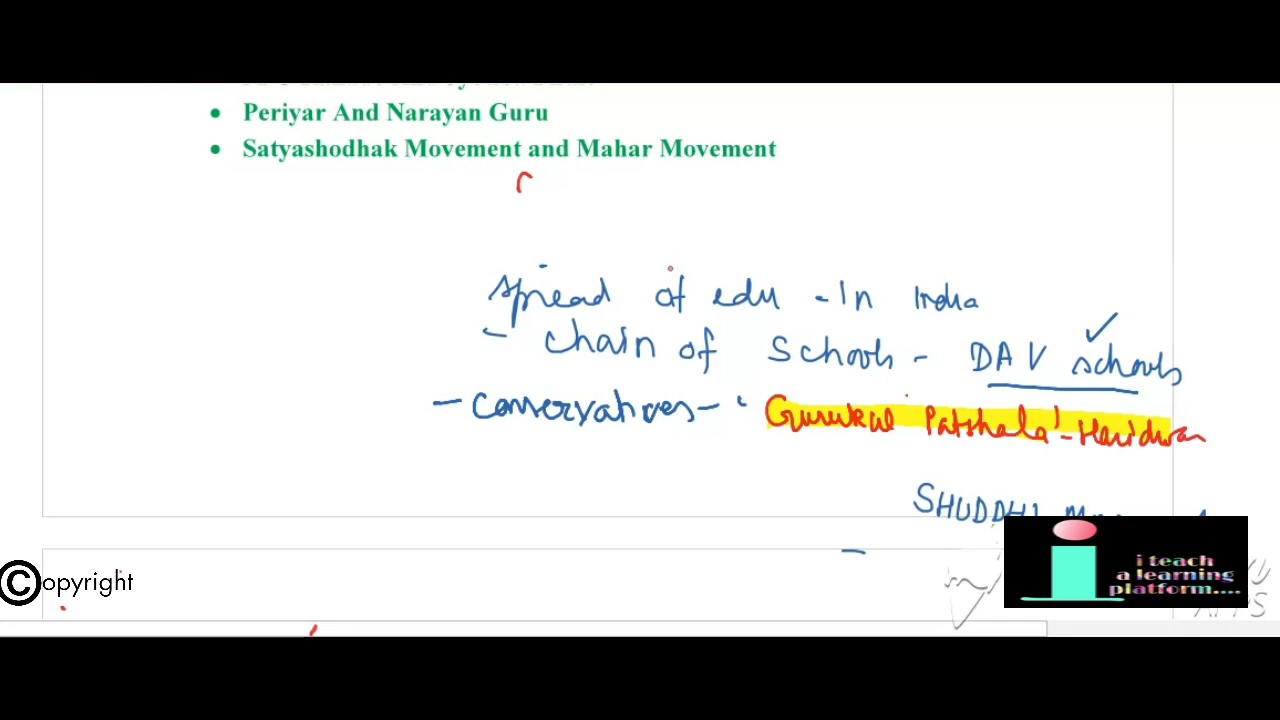 • Periyar And Narayan Guru
• Satyashodhak Movement and Mahar Movement
spread of edu - In India
- chain of schools - DAV schools
- conservatives - 'Gurukul Patshala' - Haridwar
SHUDDHI
Copyright
i teach
a learning
platform....